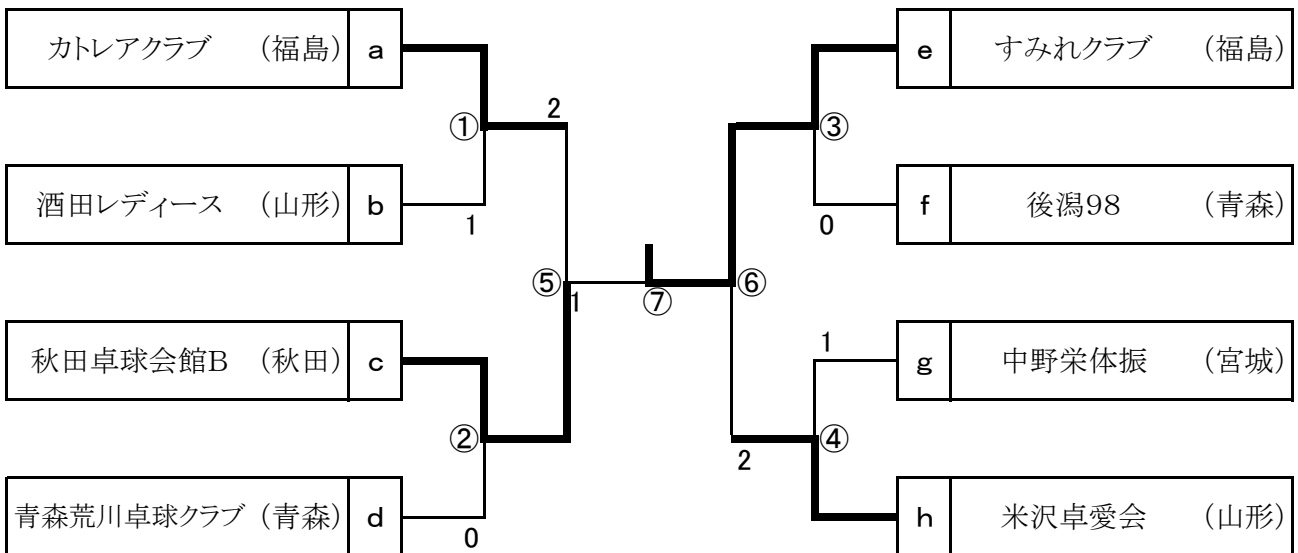 カトレアクラブ (福島) a
e すみれクラブ (福島)
① 2 ③
酒田レディース (山形) b
1
f 後潟98 (青森)
0
⑤ 1 ⑦ ⑥
秋田卓球会館B (秋田) c
1
g 中野栄体振 (宮城)
② 2 ④
青森荒川卓球クラブ (青森) d
0
h 米沢卓愛会 (山形)